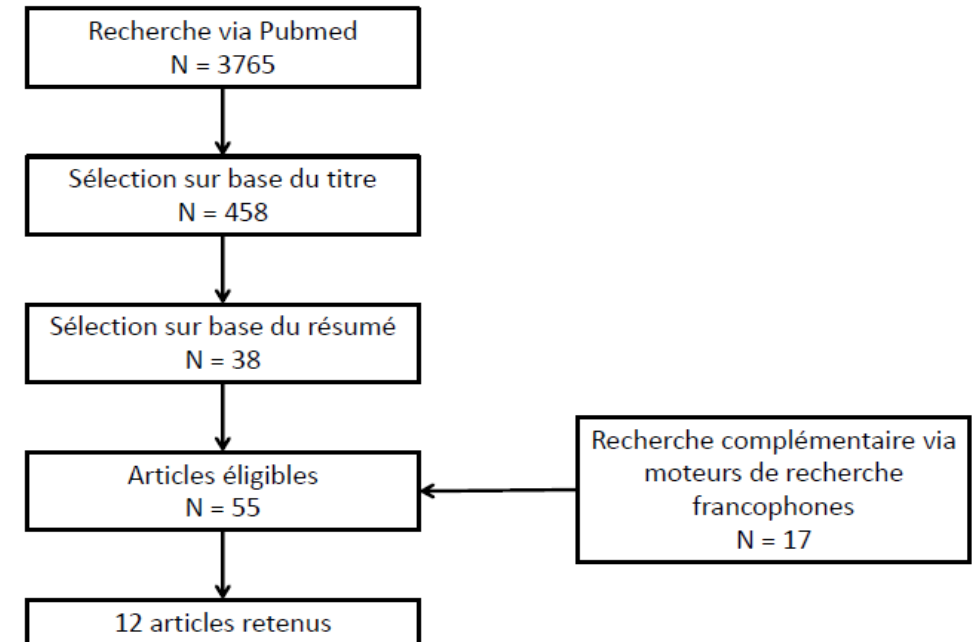 Recherche via Pubmed
N = 3765
Sélection sur base du titre
N = 458
Sélection sur base du résumé
N = 38
Articles éligibles
N = 55
Recherche complémentaire via
moteurs de recherche
francophones
N = 17
12 articles retenus